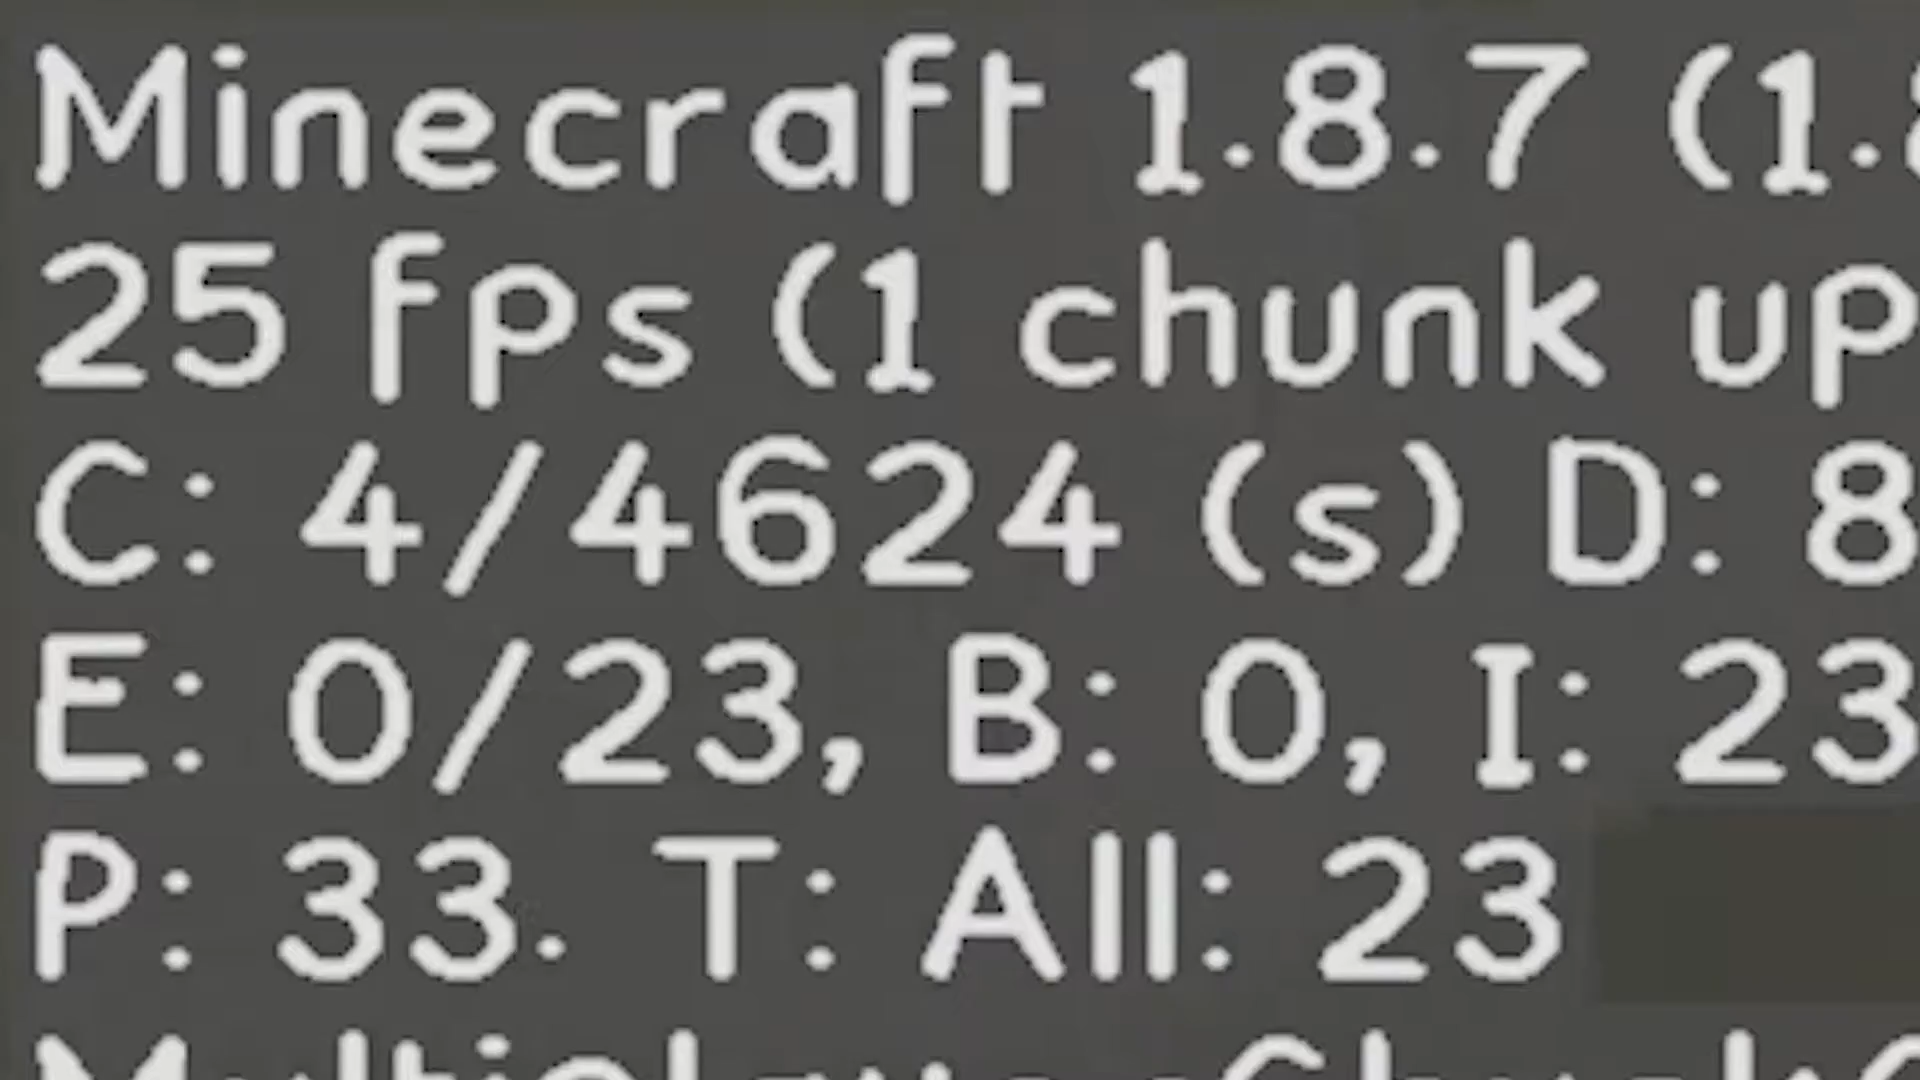 Minecraft 1.8.7 (1.8
25 fps (1 chunk up
C: 4/4624 (s) D: 8
E: 0/23, B: 0, I: 23
P: 33. T: All: 23